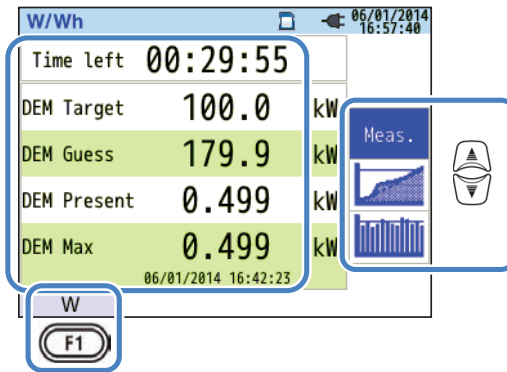 W/Wh
06/01/2014
16:57:40
Time left 00:29:55
DEM Target 100.0 kW
DEM Guess 179.9 kW
DEM Present 0.499 kW
DEM Max 0.499 kW
06/01/2014 16:42:23
Meas.
W
F1